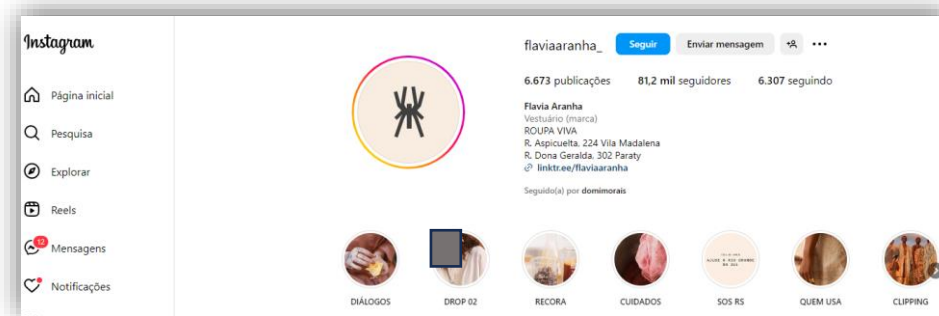 Instagram
Página inicial
Pesquisa
Explorar
Reels
12
Mensagens
Notificações
flaviaaranha_ Seguir Enviar mensagem
6.673 publicações 81,2 mil seguidores 6.307 seguindo
Flavia Aranha
Vestuário (marca)
ROUPA VIVA
R. Aspicuelta, 224 Vila Madalena
R. Dona Geralda, 302 Paraty
linktr.ee/flaviaaranha
Seguido(a) por domimorais
DIÁLOGOS DROP 02 RECORA CUIDADOS SOS RS QUEM USA CLIPPING